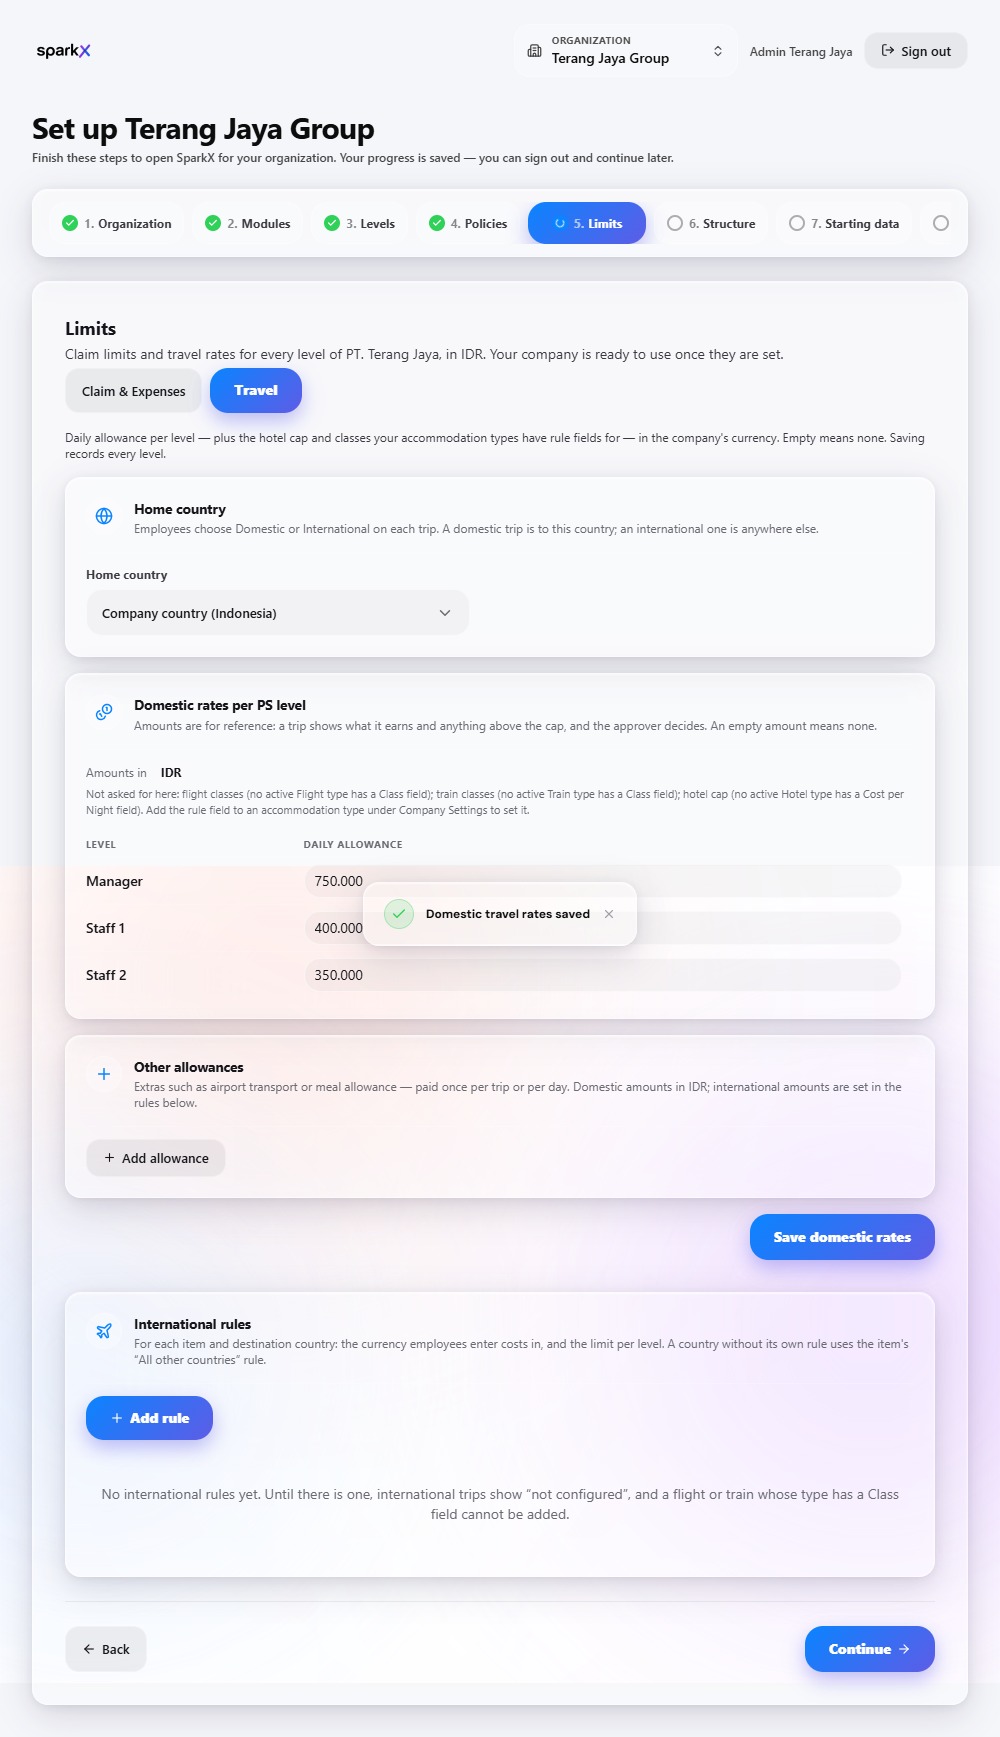 sparkX
ORGANIZATION
Terang Jaya Group
Admin Terang Jaya
Sign out
Set up Terang Jaya Group
Finish these steps to open SparkX for your organization. Your progress is saved — you can sign out and continue later.
1. Organization
2. Modules
3. Levels
4. Policies
5. Limits
6. Structure
7. Starting data
Limits
Claim limits and travel rates for every level of PT. Terang Jaya, in IDR. Your company is ready to use once they are set.
Claim & Expenses
Travel
Daily allowance per level — plus the hotel cap and classes your accommodation types have rule fields for — in the company's currency. Empty means none. Saving
records every level.
Home country
Employees choose Domestic or International on each trip. A domestic trip is to this country; an international one is anywhere else.
Home country
Company country (Indonesia)
Domestic rates per PS level
Amounts are for reference: a trip shows what it earns and anything above the cap, and the approver decides. An empty amount means none.
Amounts in IDR
Not asked for here: flight classes (no active Flight type has a Class field); train classes (no active Train type has a Class field); hotel cap (no active Hotel type has a Cost per
Night field). Add the rule field to an accommodation type under Company Settings to set it.
LEVEL
DAILY ALLOWANCE
Manager
750.000
Domestic travel rates saved
Staff 1
400.000
Staff 2
350.000
Other allowances
Extras such as airport transport or meal allowance — paid once per trip or per day. Domestic amounts in IDR; international amounts are set in the
rules below.
Add allowance
Save domestic rates
International rules
For each item and destination country: the currency employees enter costs in, and the limit per level. A country without its own rule uses the item's
“All other countries” rule.
Add rule
No international rules yet. Until there is one, international trips show “not configured”, and a flight or train whose type has a Class
field cannot be added.
Back
Continue